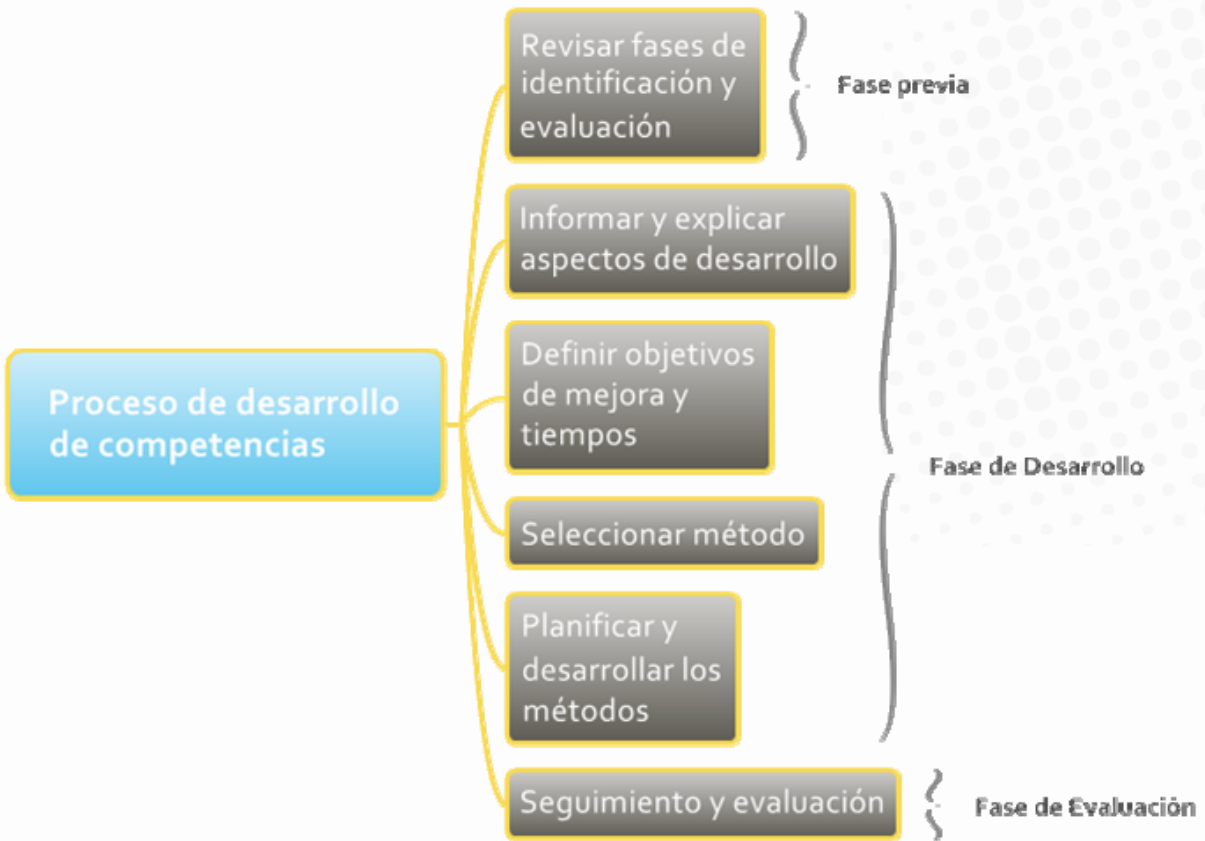 Revisar fases de
identificación y
evaluación
Fase previa
Informar y explicar
aspectos de desarrollo
Definir objetivos
de mejora y
tiempos
Proceso de desarrollo
de competencias
Fase de Desarrollo
Seleccionar método
Planificar y
desarrollar los
métodos
Seguimiento y evaluación
Fase de Evaluación